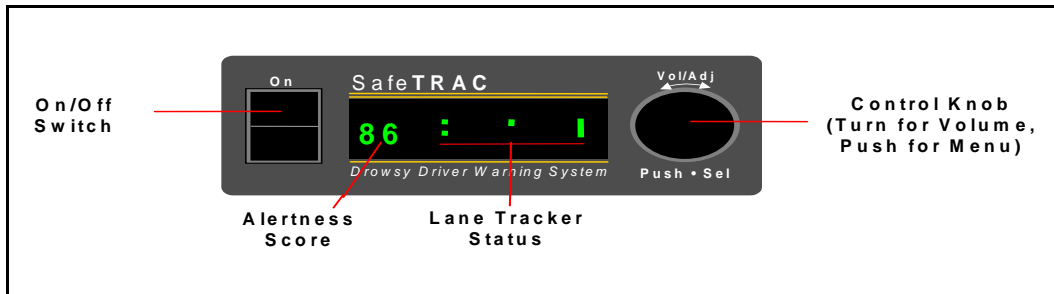 On
SafeTRAC
Vol/Adj
On/Off
Switch
86
Control Knob
(Turn for Volume,
Push for Menu)
Drowsy Driver Warning System
Push • Sel
Alertness
Score
Lane Tracker
Status